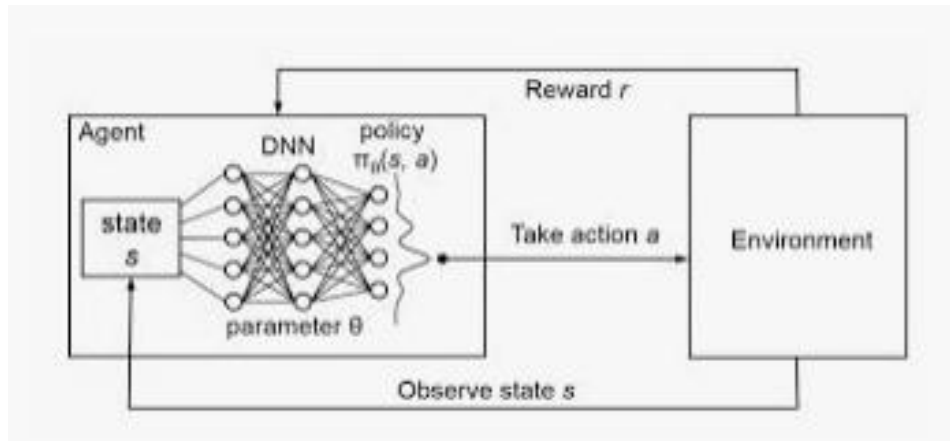 Reward r
Agent
policy
DNN
πθ(s, a)
state
s
Take action a
Environment
parameter θ
Observe state s